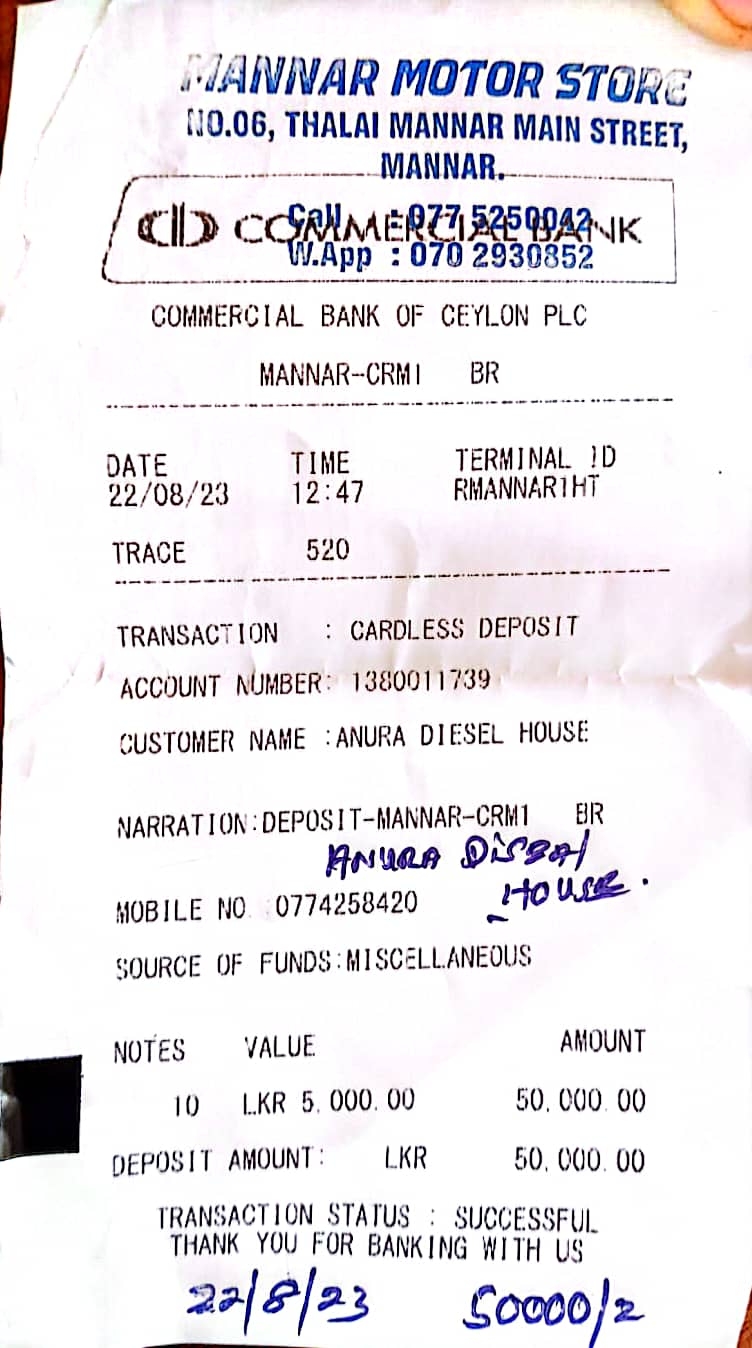 MANNAR MOTOR STORE
NO.06, THALAI MANNAR MAIN STREET,
MANNAR.
Call : 077 5250942
COMMERCIAL BANK
W.App : 070 2930852
COMMERCIAL BANK OF CEYLON PLC
MANNAR-CRM1 BR
DATE TIME TERMINAL ID
22/08/23 12:47 RMANNAR1HT
TRACE 520
TRANSACTION : CARDLESS DEPOSIT
ACCOUNT NUMBER: 1380011739
CUSTOMER NAME :ANURA DIESEL HOUSE
NARRATION:DEPOSIT-MANNAR-CRM1 BR
ANURA
House.
MOBILE NO :0774258420
SOURCE OF FUNDS:MISCELLANEOUS
NOTES VALUE AMOUNT
10 LKR 5,000.00 50,000.00
DEPOSIT AMOUNT: LKR 50,000.00
TRANSACTION STATUS : SUCCESSFUL
THANK YOU FOR BANKING WITH US
22/8/23 50000/2